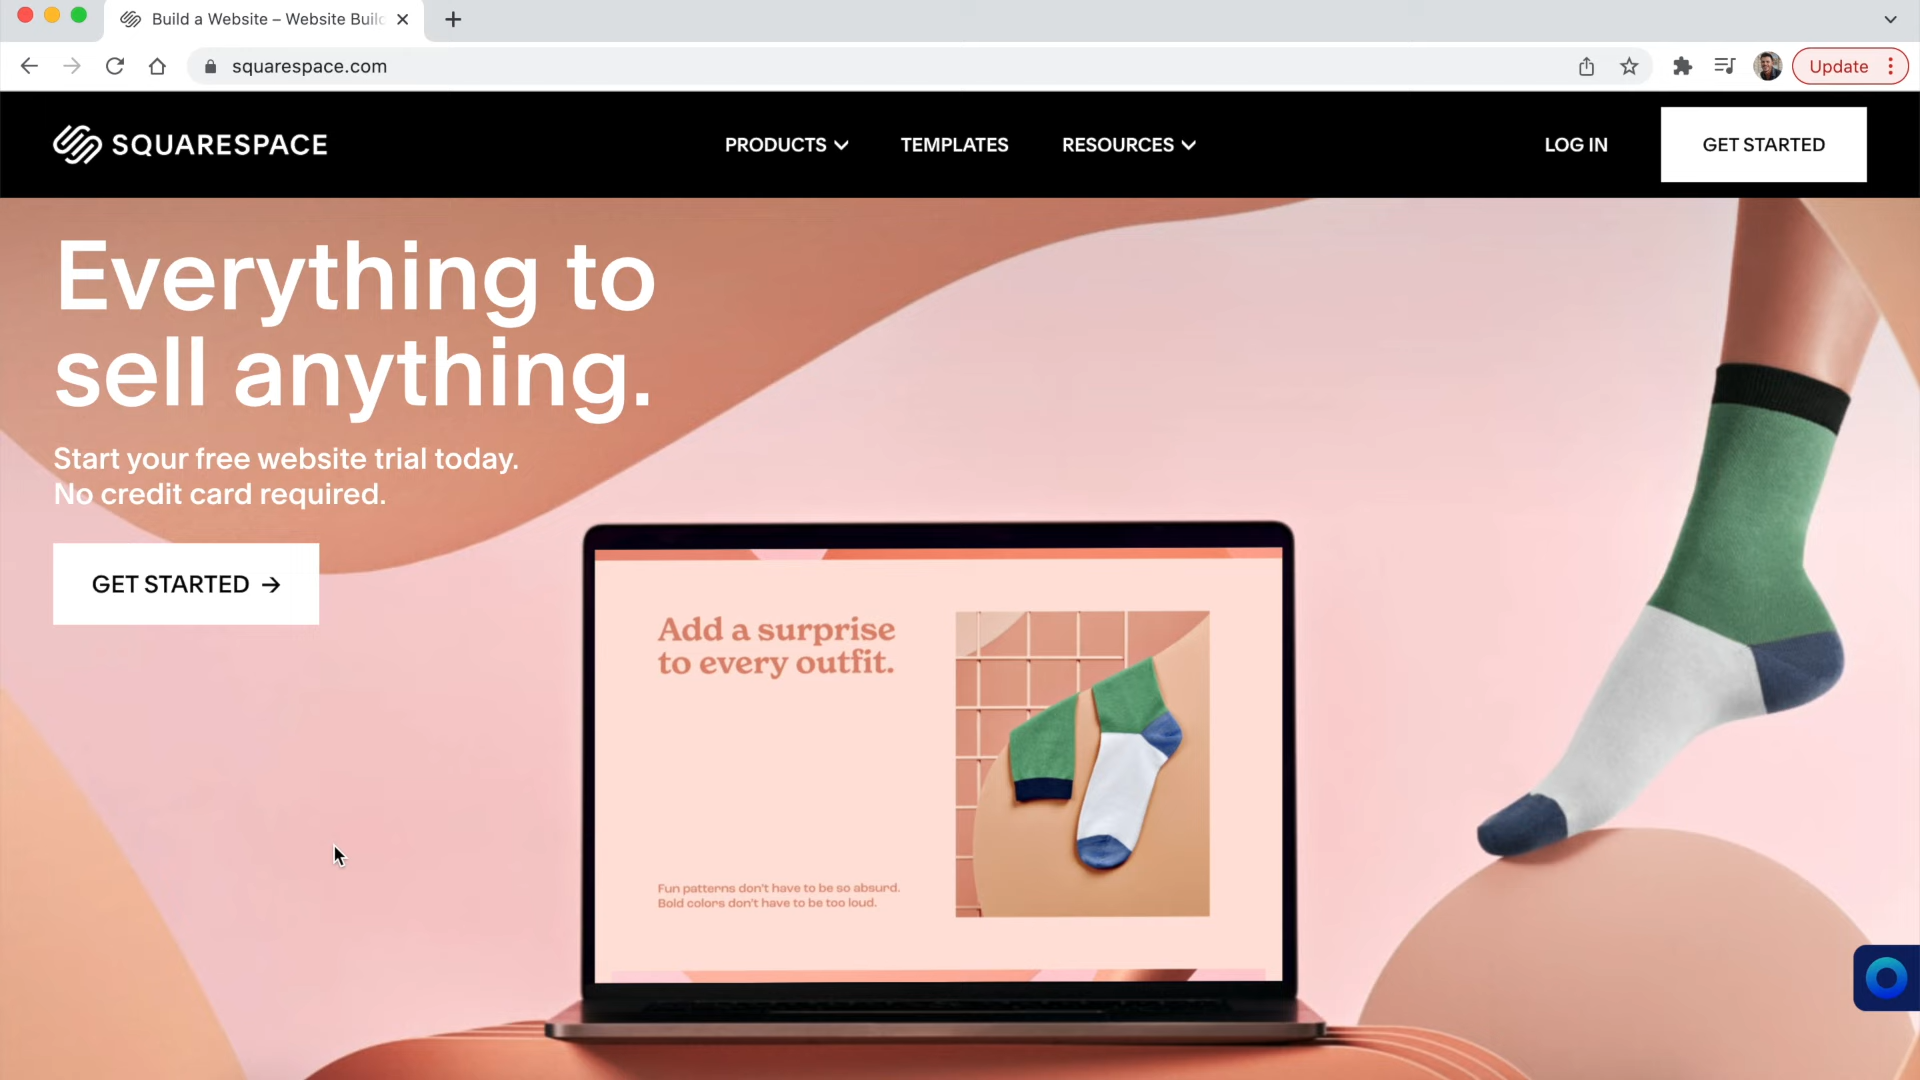 Build a Website – Website Buil
squarespace.com
Update
SQUARESPACE
PRODUCTS
TEMPLATES
RESOURCES
LOG IN
GET STARTED
Everything to
sell anything.
Start your free website trial today.
No credit card required.
GET STARTED →
Add a surprise
to every outfit.
Fun patterns don't have to be so absurd.
Bold colors don't have to be too loud.